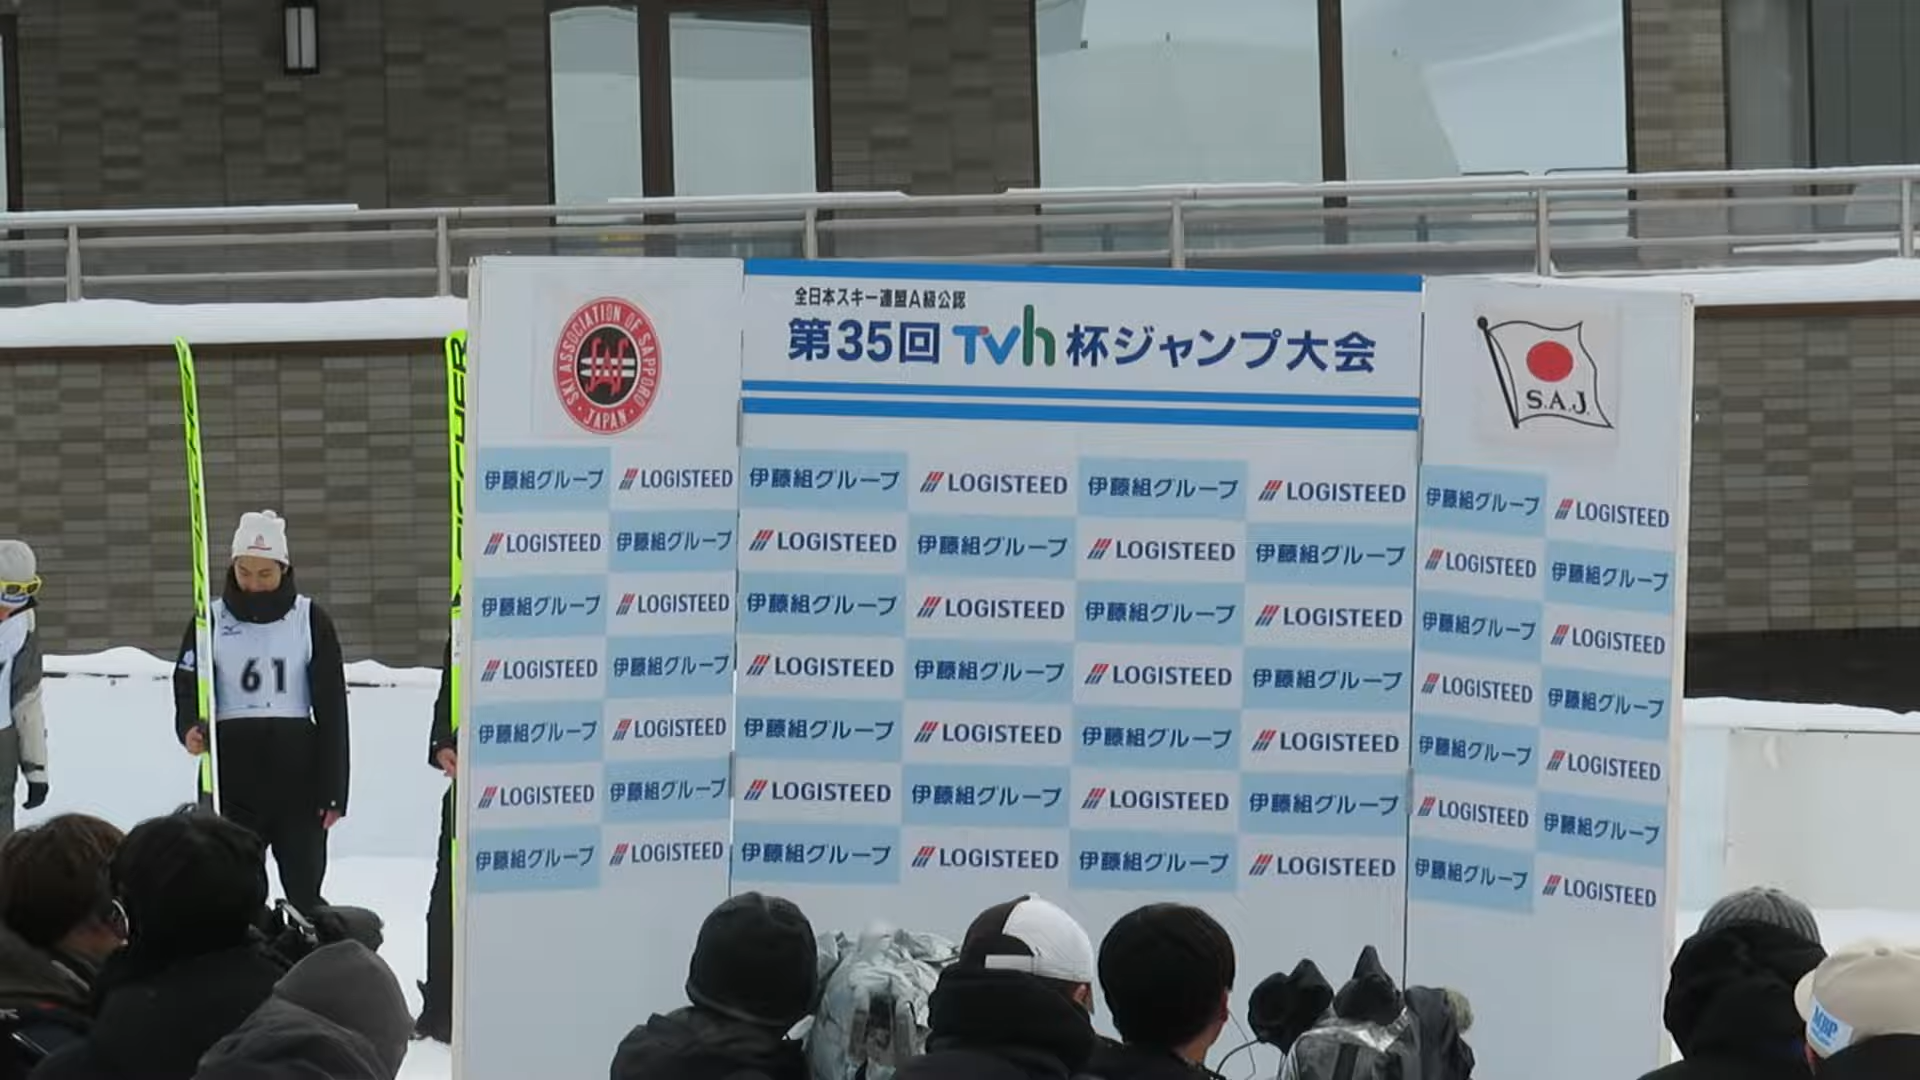 全日本スキー連盟A級公認
第35回 TVh 杯ジャンプ大会
SKI ASSOCIATION OF SAPPORO
・JAPAN・
S.A.J.
伊藤組グループ LOGISTEED 伊藤組グループ LOGISTEED 伊藤組グループ LOGISTEED 伊藤組グループ LOGISTEED
LOGISTEED 伊藤組グループ LOGISTEED 伊藤組グループ LOGISTEED 伊藤組グループ LOGISTEED 伊藤組グループ
伊藤組グループ LOGISTEED 伊藤組グループ LOGISTEED 伊藤組グループ LOGISTEED 伊藤組グループ LOGISTEED
LOGISTEED 伊藤組グループ LOGISTEED 伊藤組グループ LOGISTEED 伊藤組グループ LOGISTEED 伊藤組グループ
伊藤組グループ LOGISTEED 伊藤組グループ LOGISTEED 伊藤組グループ LOGISTEED 伊藤組グループ LOGISTEED
LOGISTEED 伊藤組グループ LOGISTEED 伊藤組グループ LOGISTEED 伊藤組グループ LOGISTEED 伊藤組グループ
伊藤組グループ LOGISTEED 伊藤組グループ LOGISTEED 伊藤組グループ LOGISTEED 伊藤組グループ LOGISTEED
FISCHER
FISCHER
61
MBP